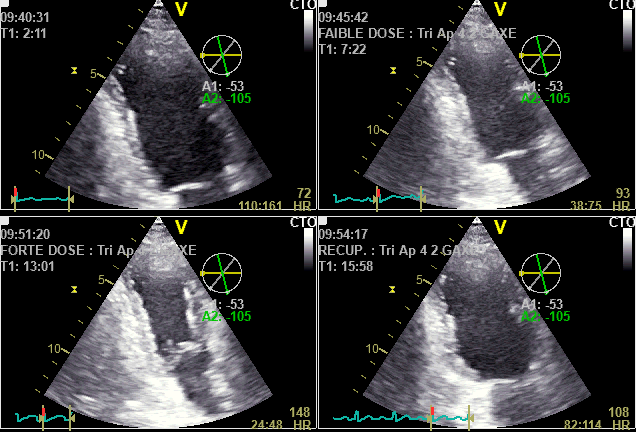 V
CTO
09:40:31
T1: 2:11
5
A1: -53
A2: -105
10
72
110:161 HR
V
CTO
09:45:42
FAIBLE DOSE : Tri Ap 4 2 GAXE
T1: 7:22
5
A1: -53
A2: -105
10
93
38:75 HR
V
CTO
09:51:20
FORTE DOSE : Tri Ap 4 2 GAXE
T1: 13:01
5
A1: -53
A2: -105
10
148
24:48 HR
V
CTO
09:54:17
RECUP. : Tri Ap 4 2 GAXE
T1: 15:58
5
A1: -53
A2: -105
10
108
82:114 HR